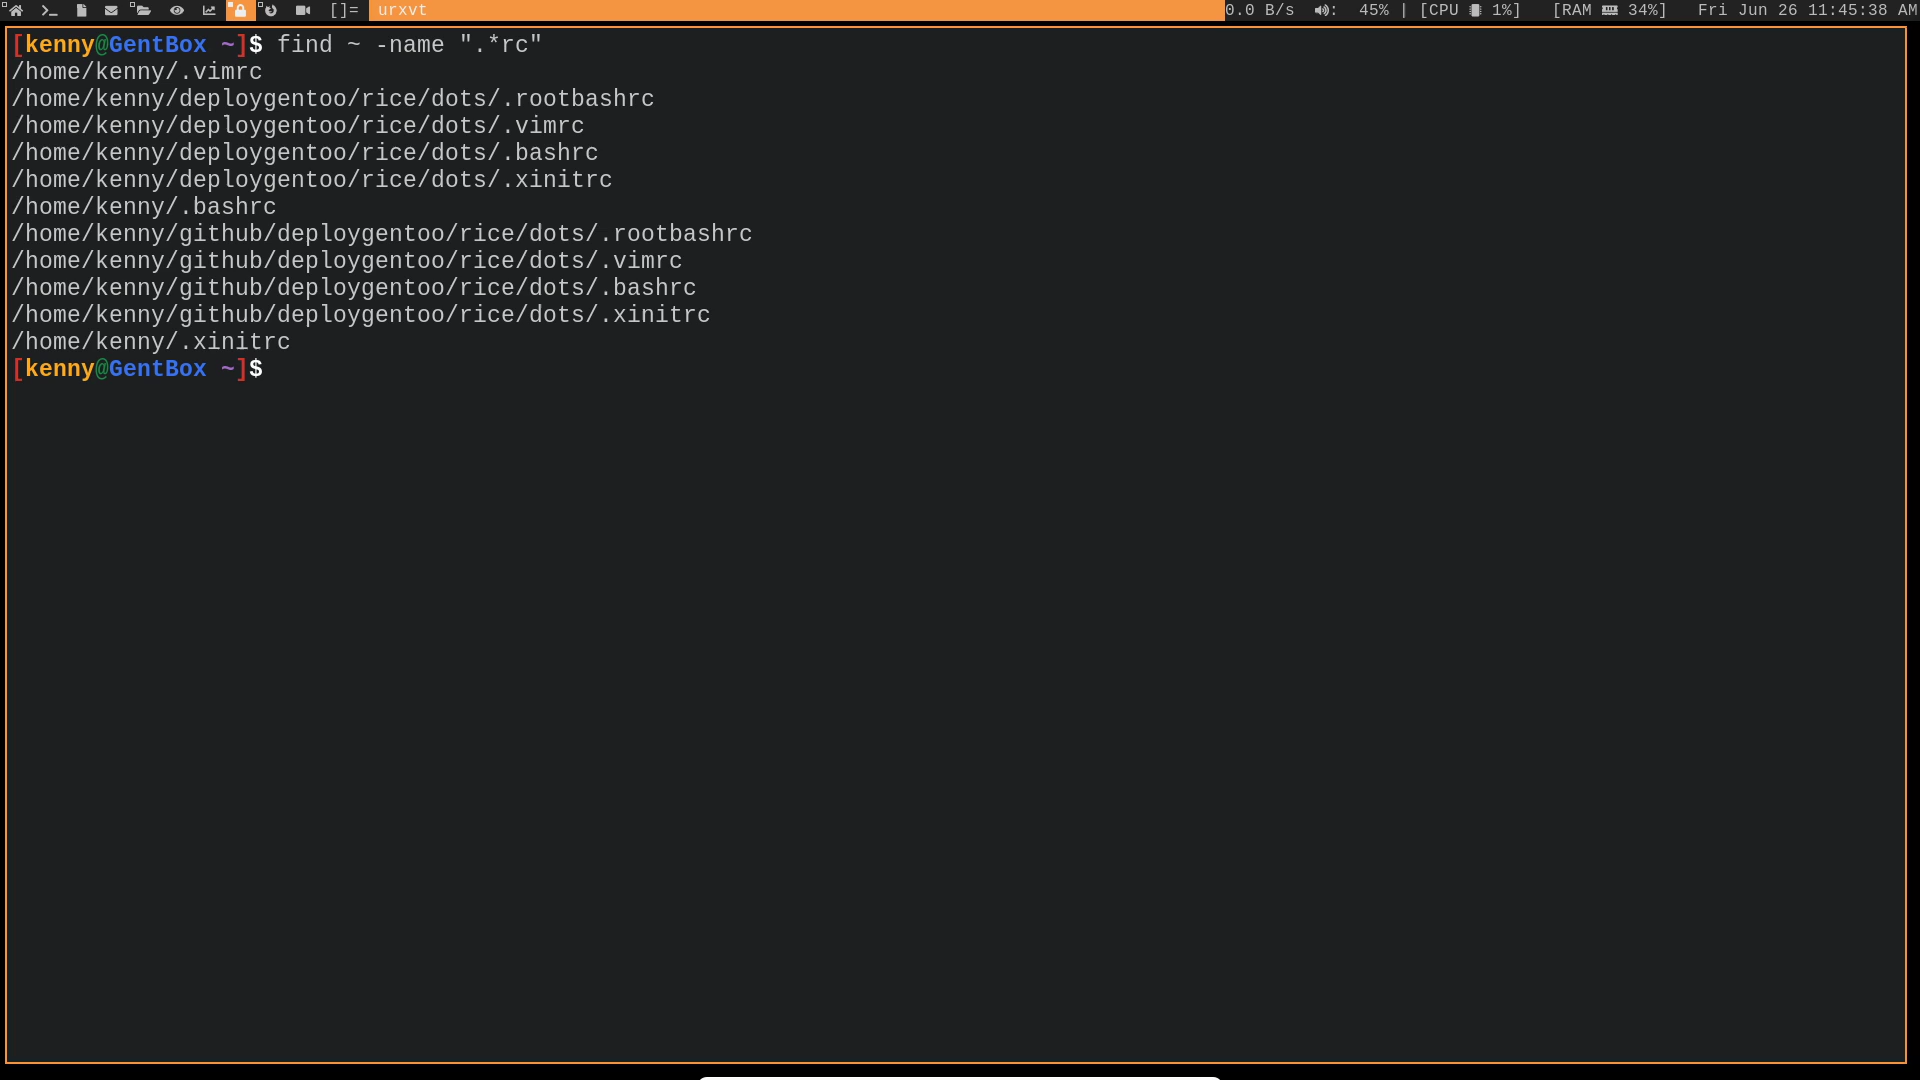 []= urxvt 0.0 B/s : 45% | [CPU 1%] [RAM 34%] Fri Jun 26 11:45:38 AM
[kenny@GentBox ~]$ find ~ -name ".*rc"
/home/kenny/.vimrc
/home/kenny/deploygentoo/rice/dots/.rootbashrc
/home/kenny/deploygentoo/rice/dots/.vimrc
/home/kenny/deploygentoo/rice/dots/.bashrc
/home/kenny/deploygentoo/rice/dots/.xinitrc
/home/kenny/.bashrc
/home/kenny/github/deploygentoo/rice/dots/.rootbashrc
/home/kenny/github/deploygentoo/rice/dots/.vimrc
/home/kenny/github/deploygentoo/rice/dots/.bashrc
/home/kenny/github/deploygentoo/rice/dots/.xinitrc
/home/kenny/.xinitrc
[kenny@GentBox ~]$